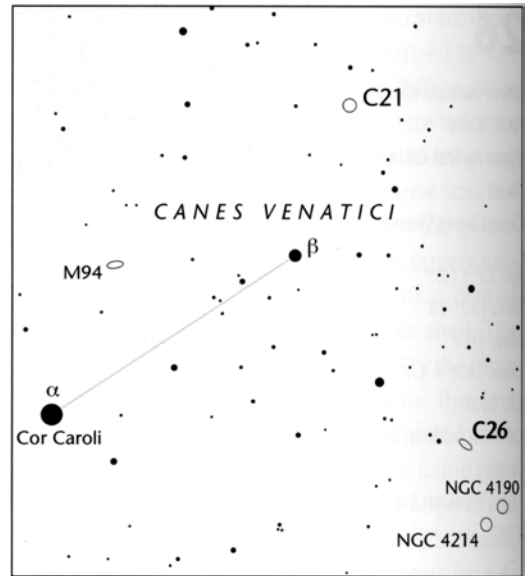 C21
CANES VENATICI
β
M94
α
Cor Caroli
C26
NGC 4190
NGC 4214